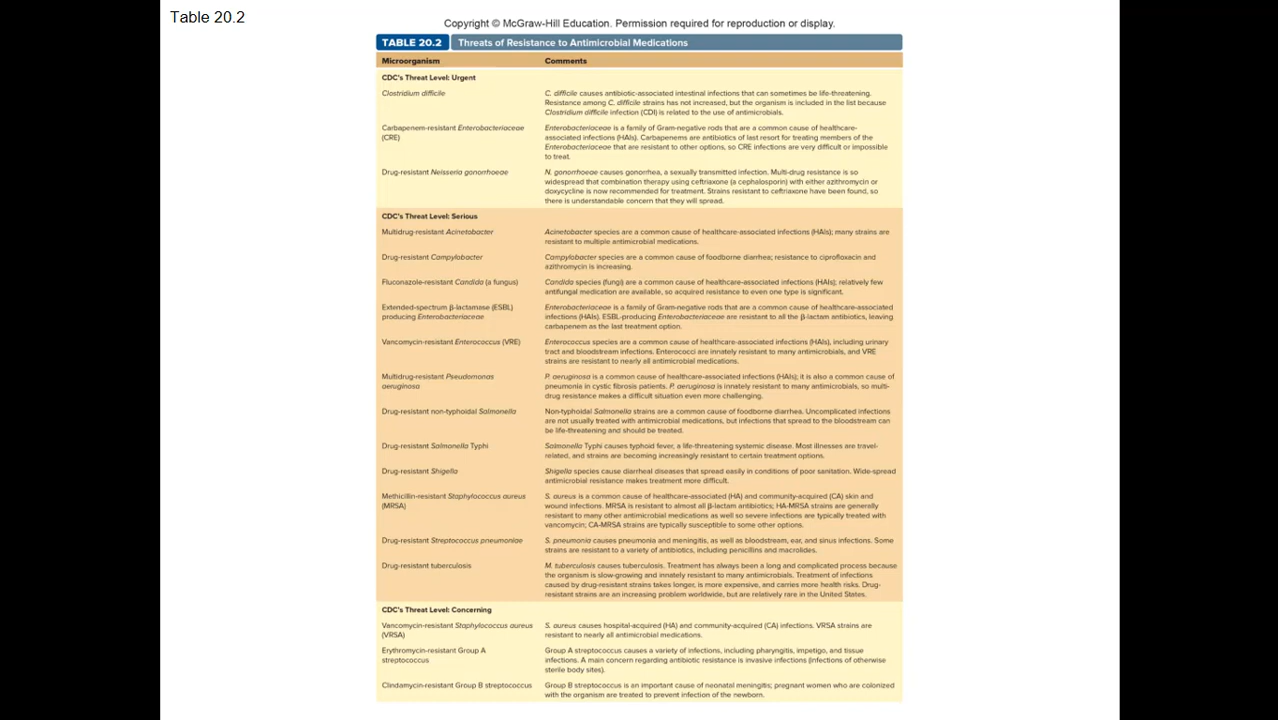 Table 20.2
Copyright © McGraw-Hill Education. Permission required for reproduction or display.
TABLE 20.2 Threats of Resistance to Antimicrobial Medications
Microorganism Comments
CDC's Threat Level: Urgent
Clostridium difficile C. difficile causes antibiotic-associated intestinal infections that can sometimes be life-threatening.
Resistance among C. difficile strains has not increased, but the organism is included in the list because
Clostridium difficile infection (CDI) is related to the use of antimicrobials.
Carbapenem-resistant Enterobacteriaceae Enterobacteriaceae is a family of Gram-negative rods that are a common cause of healthcare-
(CRE) associated infections (HAIs). Carbapenems are antibiotics of last resort for treating members of the
Enterobacteriaceae that are resistant to other options, so CRE infections are very difficult or impossible
to treat.
Drug-resistant Neisseria gonorrhoeae N. gonorrhoeae causes gonorrhea, a sexually transmitted infection. Multi-drug resistance is so
widespread that combination therapy using ceftriaxone (a cephalosporin) with either azithromycin or
doxycycline is now recommended for treatment. Strains resistant to ceftriaxone have been found, so
there is understandable concern that they will spread.
CDC's Threat Level: Serious
Multidrug-resistant Acinetobacter Acinetobacter species are a common cause of healthcare-associated infections (HAIs); many strains are
resistant to multiple antimicrobial medications.
Drug-resistant Campylobacter Campylobacter species are a common cause of foodborne diarrhea; resistance to ciprofloxacin and
azithromycin is increasing.
Fluconazole-resistant Candida (a fungus) Candida species (fungi) are a common cause of healthcare-associated infections (HAIs); relatively few
antifungal medication are available, so acquired resistance to even one type is significant.
Extended-spectrum β-lactamase (ESBL) Enterobacteriaceae is a family of Gram-negative rods that are a common cause of healthcare-associated
producing Enterobacteriaceae infections (HAIs). ESBL-producing Enterobacteriaceae are resistant to all the β-lactam antibiotics, leaving
carbapenem as the last treatment option.
Vancomycin-resistant Enterococcus (VRE) Enterococcus species are a common cause of healthcare-associated infections (HAIs), including urinary
tract and bloodstream infections. Enterococci are innately resistant to many antimicrobials, and VRE
strains are resistant to nearly all antimicrobial medications.
Multidrug-resistant Pseudomonas P. aeruginosa is a common cause of healthcare-associated infections (HAIs); it is also a common cause of
aeruginosa pneumonia in cystic fibrosis patients. P. aeruginosa is innately resistant to many antimicrobials, so multi-
drug resistance makes a difficult situation even more challenging.
Drug-resistant non-typhoidal Salmonella Non-typhoidal Salmonella strains are a common cause of foodborne diarrhea. Uncomplicated infections
are not usually treated with antimicrobial medications, but infections that spread to the bloodstream can
be life-threatening and should be treated.
Drug-resistant Salmonella Typhi Salmonella Typhi causes typhoid fever, a life-threatening systemic disease. Most illnesses are travel-
related, and strains are becoming increasingly resistant to certain treatment options.
Drug-resistant Shigella Shigella species cause diarrheal diseases that spread easily in conditions of poor sanitation. Wide-spread
antimicrobial resistance makes treatment more difficult.
Methicillin-resistant Staphylococcus aureus S. aureus is a common cause of healthcare-associated (HA) and community-acquired (CA) skin and
(MRSA) wound infections. MRSA is resistant to almost all β-lactam antibiotics; HA-MRSA strains are generally
resistant to many other antimicrobial medications as well so severe infections are typically treated with
vancomycin; CA-MRSA strains are typically susceptible to some other options.
Drug-resistant Streptococcus pneumoniae S. pneumonia causes pneumonia and meningitis, as well as bloodstream, ear, and sinus infections. Some
strains are resistant to a variety of antibiotics, including penicillins and macrolides.
Drug-resistant tuberculosis M. tuberculosis causes tuberculosis. Treatment has always been a long and complicated process because
the organism is slow-growing and innately resistant to many antimicrobials. Treatment of infections
caused by drug-resistant strains takes longer, is more expensive, and carries more health risks. Drug-
resistant strains are an increasing problem worldwide, but are relatively rare in the United States.
CDC's Threat Level: Concerning
Vancomycin-resistant Staphylococcus aureus S. aureus causes hospital-acquired (HA) and community-acquired (CA) infections. VRSA strains are
(VRSA) resistant to nearly all antimicrobial medications.
Erythromycin-resistant Group A Group A streptococcus causes a variety of infections, including pharyngitis, impetigo, and tissue
streptococcus infections. A main concern regarding antibiotic resistance is invasive infections (infections of otherwise
sterile body sites).
Clindamycin-resistant Group B streptococcus Group B streptococcus is an important cause of neonatal meningitis; pregnant women who are colonized
with the organism are treated to prevent infection of the newborn.